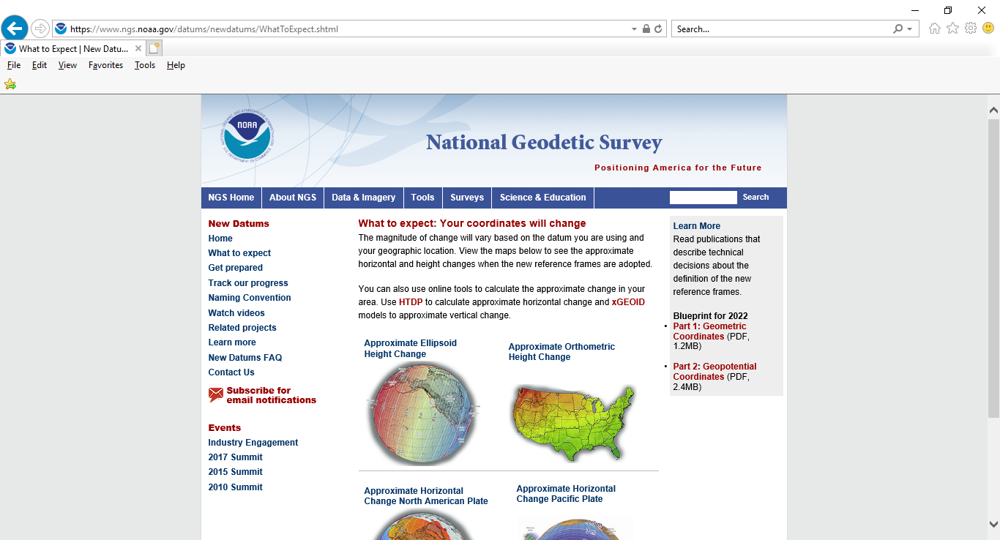 https://www.ngs.noaa.gov/datums/newdatums/WhatToExpect.shtml
Search...
What to Expect | New Datu...
File Edit View Favorites Tools Help
NOAA
National Geodetic Survey
Positioning America for the Future
NGS Home About NGS Data & Imagery Tools Surveys Science & Education Search
New Datums
Home
What to expect
Get prepared
Track our progress
Naming Convention
Watch videos
Related projects
Learn more
New Datums FAQ
Contact Us
Subscribe for
email notifications
Events
Industry Engagement
2017 Summit
2015 Summit
2010 Summit
What to expect: Your coordinates will change
The magnitude of change will vary based on the datum you are using and
your geographic location. View the maps below to see the approximate
horizontal and height changes when the new reference frames are adopted.
You can also use online tools to calculate the approximate change in your
area. Use HTDP to calculate approximate horizontal change and xGEOID
models to approximate vertical change.
Approximate Ellipsoid
Height Change
Approximate Orthometric
Height Change
Approximate Horizontal
Change North American Plate
Approximate Horizontal
Change Pacific Plate
Learn More
Read publications that
describe technical
decisions about the
definition of the new
reference frames.
Blueprint for 2022
• Part 1: Geometric
Coordinates (PDF,
1.2MB)
• Part 2: Geopotential
Coordinates (PDF,
2.4MB)